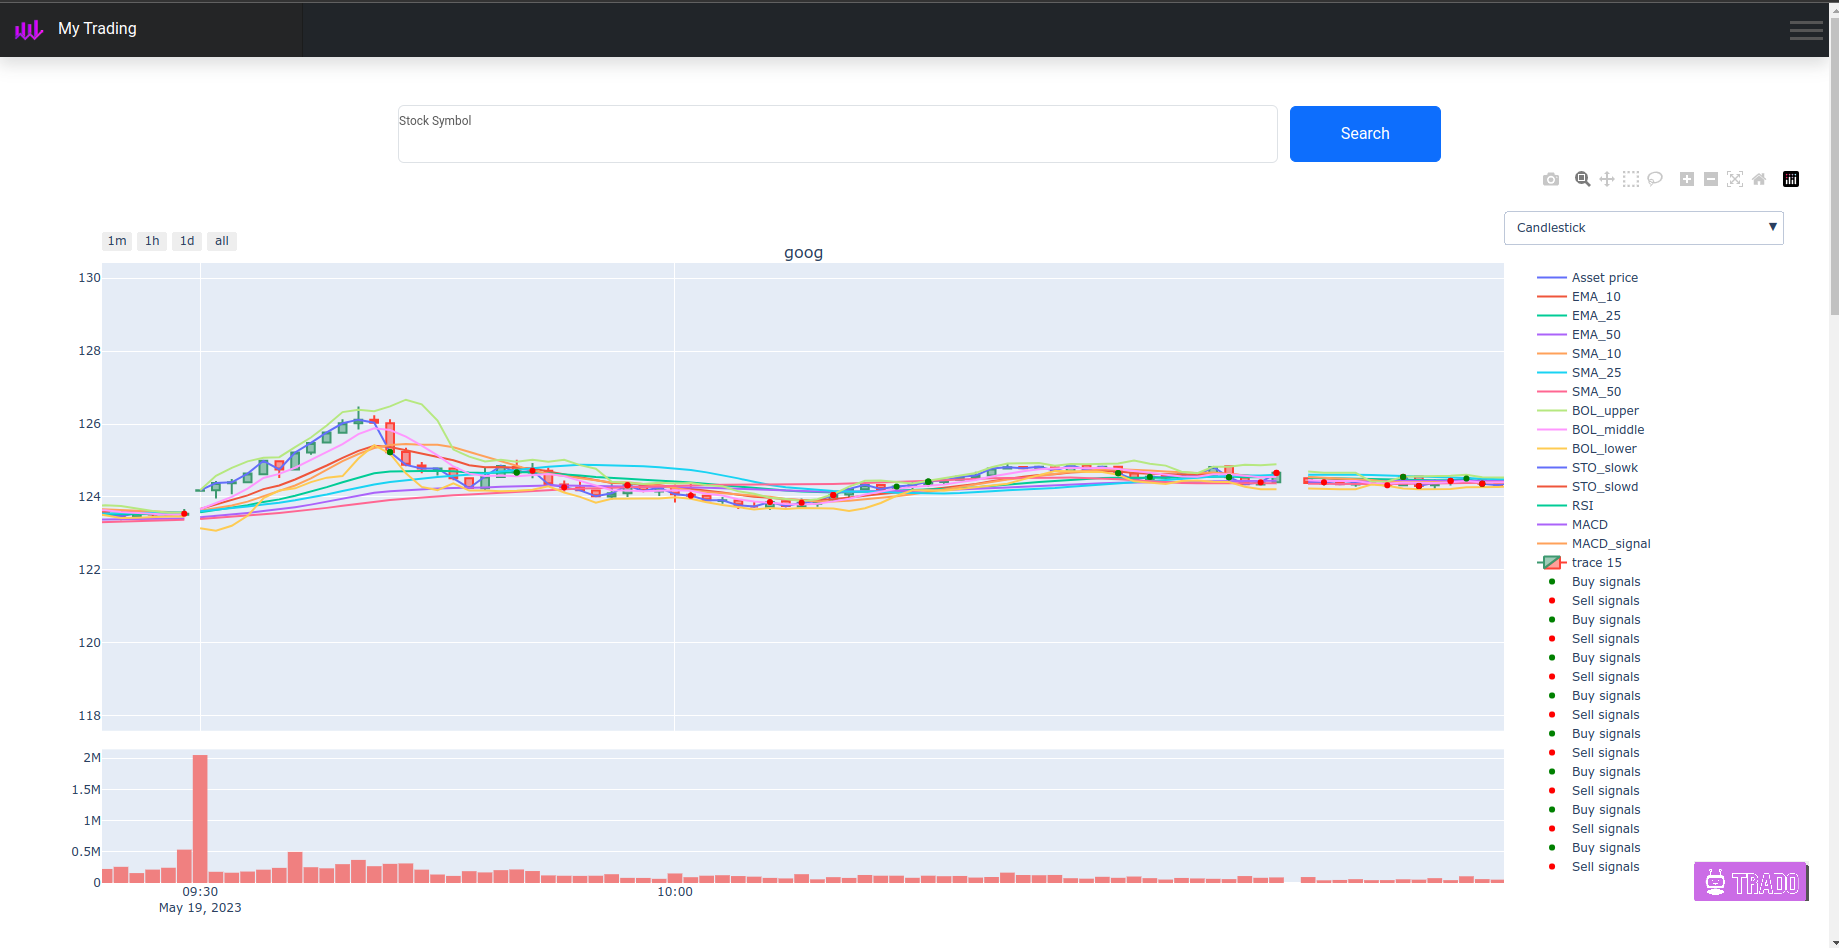 My Trading
Stock Symbol
Search
Candlestick
1m 1h 1d all
goog
130
128
126
124
122
120
118
2M
1.5M
1M
0.5M
0
09:30 10:00
May 19, 2023
Asset price
EMA_10
EMA_25
EMA_50
SMA_10
SMA_25
SMA_50
BOL_upper
BOL_middle
BOL_lower
STO_slowk
STO_slowd
RSI
MACD
MACD_signal
trace 15
Buy signals
Sell signals
Buy signals
Sell signals
Buy signals
Sell signals
Buy signals
Sell signals
Buy signals
Sell signals
Buy signals
Sell signals
Buy signals
Sell signals
Buy signals
Sell signals
TRADO